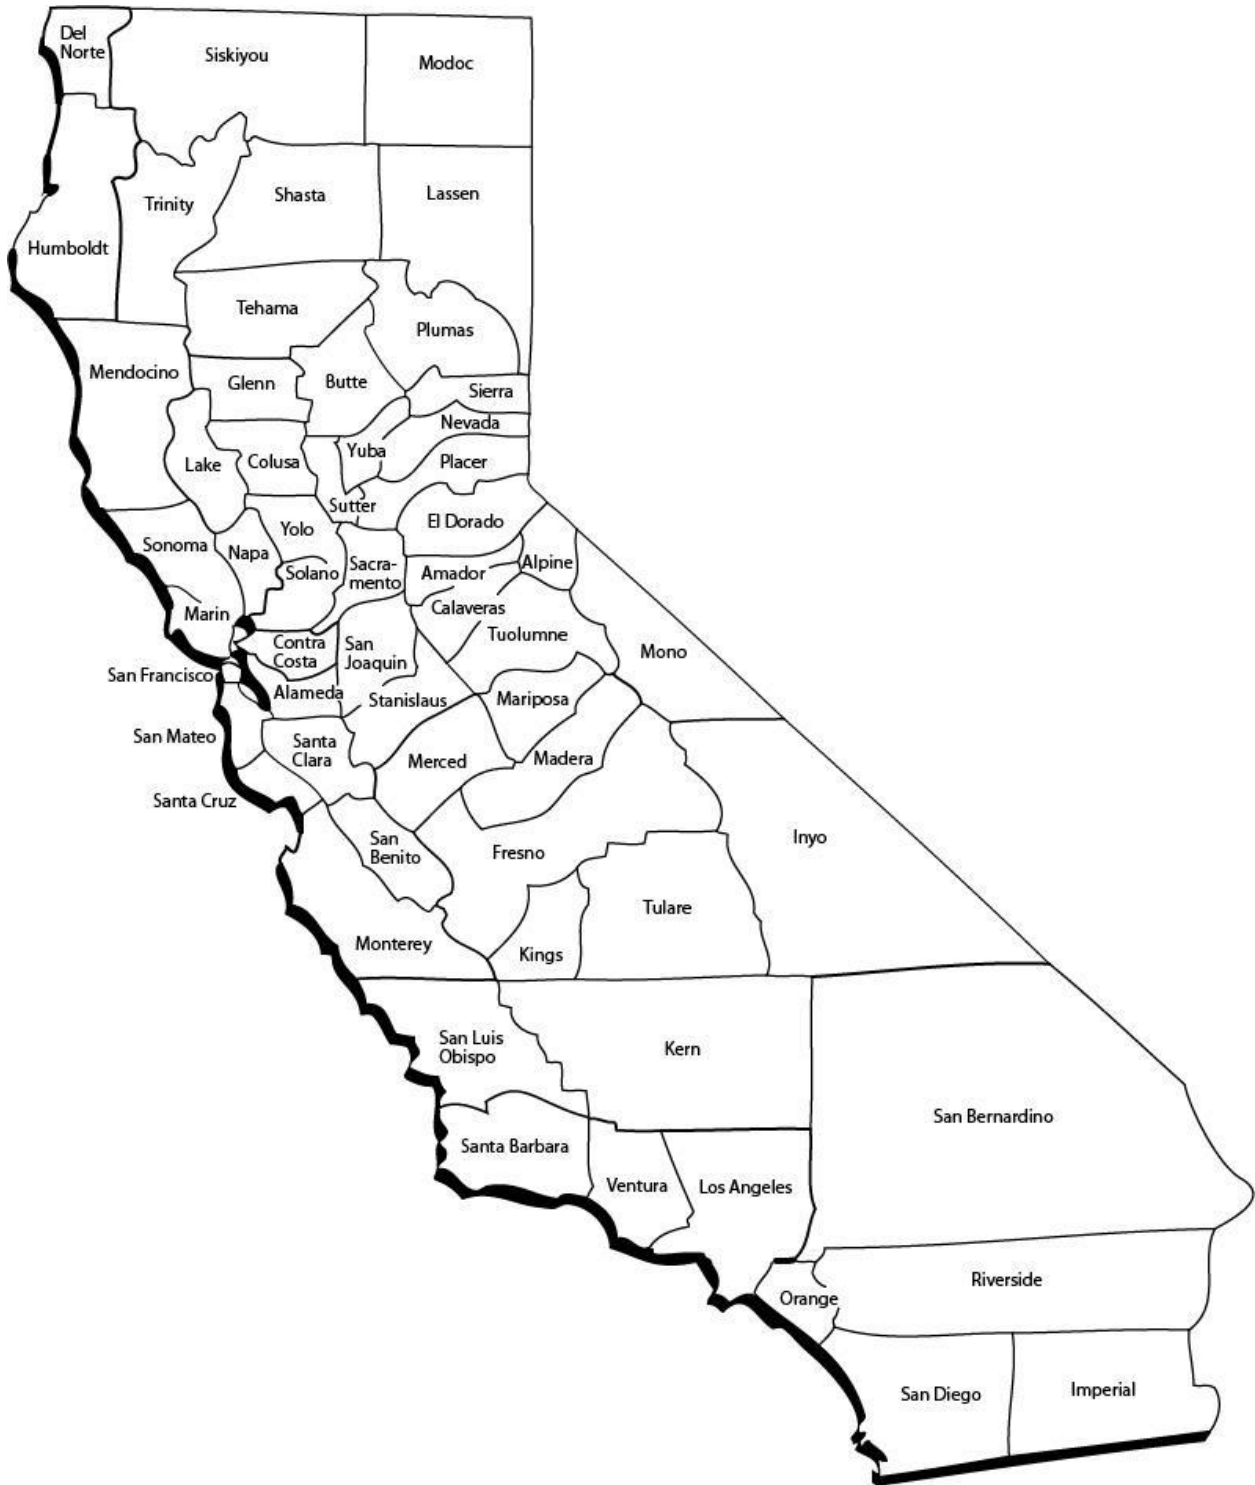 Del
Norte
Siskiyou
Modoc
Trinity
Shasta
Lassen
Humboldt
Tehama
Plumas
Mendocino
Glenn
Butte
Sierra
Nevada
Lake
Colusa
Yuba
Placer
Sutter
El Dorado
Yolo
Sonoma
Napa
Solano
Sacra-
mento
Amador
Alpine
Marin
Calaveras
Tuolumne
Contra
Costa
San
Joaquin
Mono
San Francisco
Alameda
Stanislaus
Mariposa
San Mateo
Santa
Clara
Merced
Madera
Santa Cruz
San
Benito
Fresno
Inyo
Tulare
Monterey
Kings
San Luis
Obispo
Kern
San Bernardino
Santa Barbara
Ventura
Los Angeles
Riverside
Orange
San Diego
Imperial